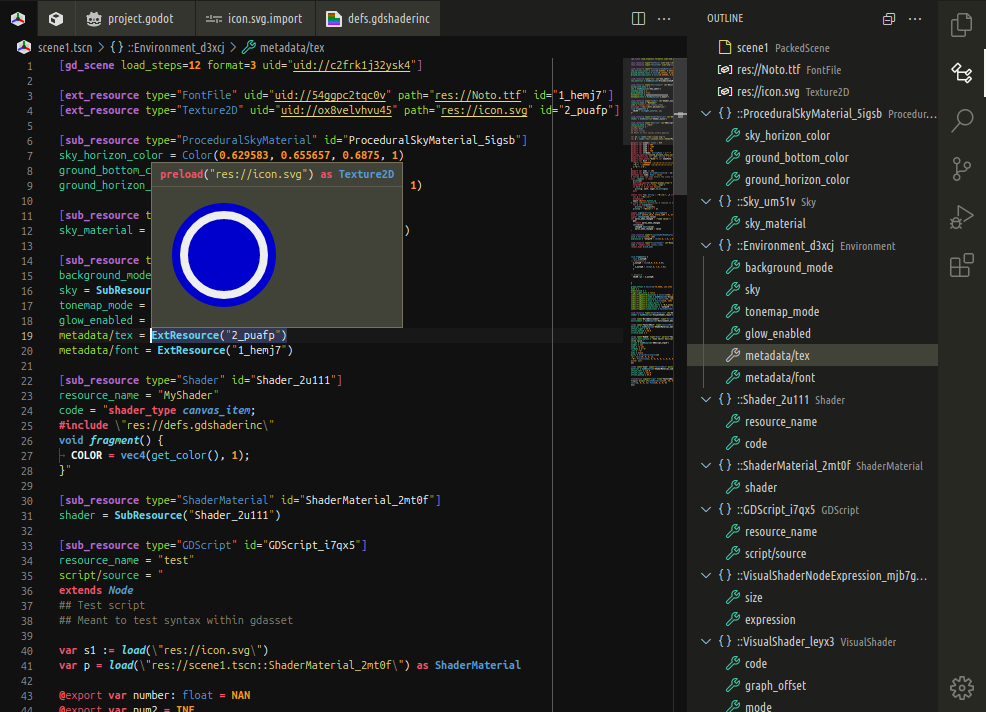 project.godot
icon.svg.import
defs.gdshaderinc
scene1.tscn > {} ::Environment_d3xcj > metadata/tex
1 [gd_scene load_steps=12 format=3 uid="uid://c2frk1j32ysk4"]
2
3 [ext_resource type="FontFile" uid="uid://54ggpc2tqc0v" path="res://Noto.ttf" id="1_hemj7"]
4 [ext_resource type="Texture2D" uid="uid://ox8velvhvu45" path="res://icon.svg" id="2_puafp"]
5
6 [sub_resource type="ProceduralSkyMaterial" id="ProceduralSkyMaterial_5igsb"]
7 sky_horizon_color = Color(0.629583, 0.655657, 0.6875, 1)
8 ground_bottom_c
9 ground_horizon_ 1)
10
11 [sub_resource t
12 sky_material = )
13
14 [sub_resource t
15 background_mode
16 sky = SubResour
17 tonemap_mode =
18 glow_enabled =
preload("res://icon.svg") as Texture2D
19 metadata/tex = ExtResource("2_puafp")
20 metadata/font = ExtResource("1_hemj7")
21
22 [sub_resource type="Shader" id="Shader_2u111"]
23 resource_name = "MyShader"
24 code = "shader_type canvas_item;
25 #include \"res://defs.gdshaderinc\"
26 void fragment() {
27 COLOR = vec4(get_color(), 1);
28 }"
29
30 [sub_resource type="ShaderMaterial" id="ShaderMaterial_2mt0f"]
31 shader = SubResource("Shader_2u111")
32
33 [sub_resource type="GDScript" id="GDScript_i7qx5"]
34 resource_name = "test"
35 script/source = "
36 extends Node
37 ## Test script
38 ## Meant to test syntax within gdasset
39
40 var s1 := load(\"res://icon.svg\")
41 var p = load(\"res://scene1.tscn::ShaderMaterial_2mt0f\") as ShaderMaterial
42
43 @export var number: float = NAN
44 @export var num2 = INF
OUTLINE
scene1 PackedScene
res://Noto.ttf FontFile
res://icon.svg Texture2D
{} ::ProceduralSkyMaterial_5igsb Procedur...
sky_horizon_color
ground_bottom_color
ground_horizon_color
{} ::Sky_um51v Sky
sky_material
{} ::Environment_d3xcj Environment
background_mode
sky
tonemap_mode
glow_enabled
metadata/tex
metadata/font
{} ::Shader_2u111 Shader
resource_name
code
{} ::ShaderMaterial_2mt0f ShaderMaterial
shader
{} ::GDScript_i7qx5 GDScript
resource_name
script/source
{} ::VisualShaderNodeExpression_mjb7g...
size
expression
{} ::VisualShader_leyx3 VisualShader
code
graph_offset
mode